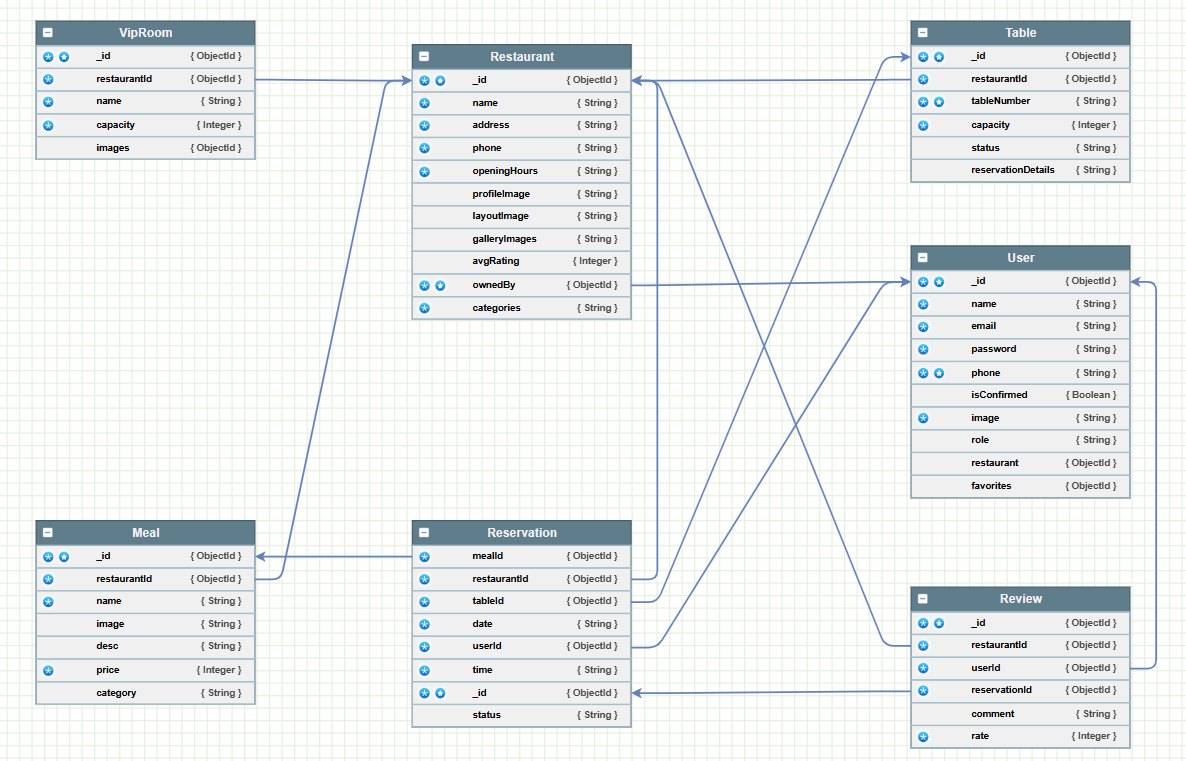 VipRoom
_id { ObjectId }
restaurantId { ObjectId }
name { String }
capacity { Integer }
images { ObjectId }
Restaurant
_id { ObjectId }
name { String }
address { String }
phone { String }
openingHours { String }
profileImage { String }
layoutImage { String }
galleryImages { String }
avgRating { Integer }
ownedBy { ObjectId }
categories { String }
Table
_id { ObjectId }
restaurantId { ObjectId }
tableNumber { String }
capacity { Integer }
status { String }
reservationDetails { String }
User
_id { ObjectId }
name { String }
email { String }
password { String }
phone { String }
isConfirmed { Boolean }
image { String }
role { String }
restaurant { ObjectId }
favorites { ObjectId }
Meal
_id { ObjectId }
restaurantId { ObjectId }
name { String }
image { String }
desc { String }
price { Integer }
category { String }
Reservation
mealId { ObjectId }
restaurantId { ObjectId }
tableId { ObjectId }
date { String }
userId { ObjectId }
time { String }
_id { ObjectId }
status { String }
Review
_id { ObjectId }
restaurantId { ObjectId }
userId { ObjectId }
reservationId { ObjectId }
comment { String }
rate { Integer }